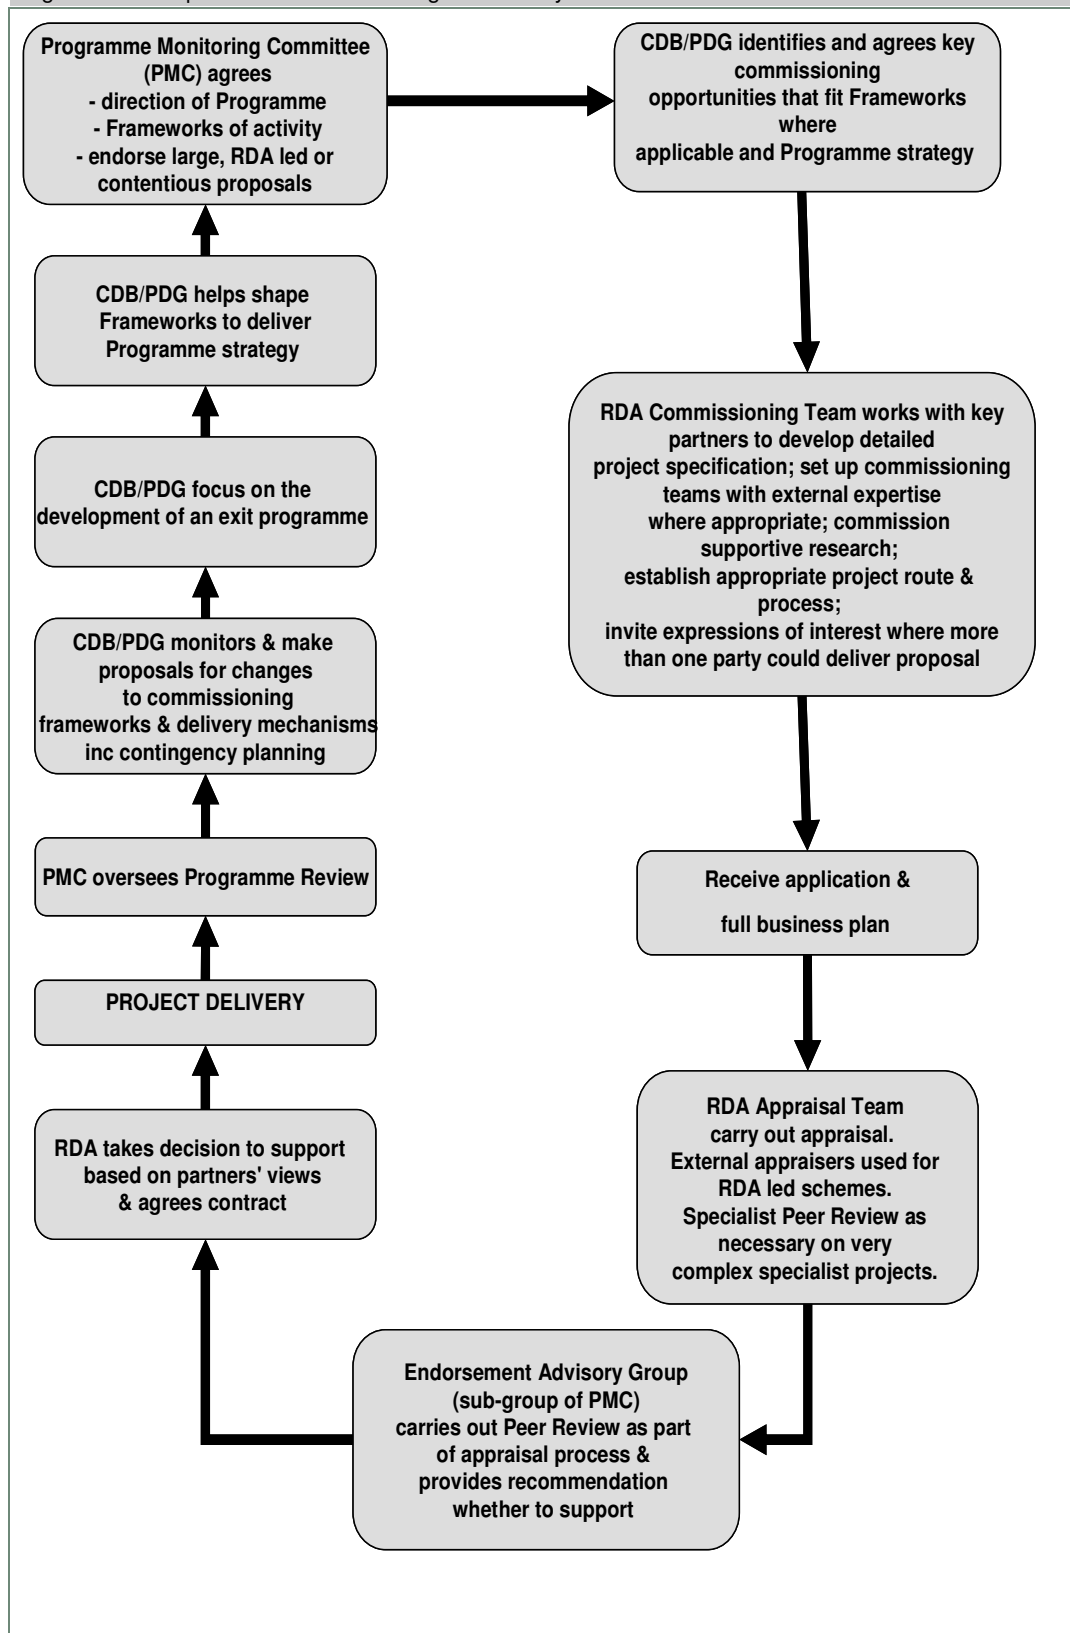 Programme Monitoring Committee
(PMC) agrees
- direction of Programme
- Frameworks of activity
- endorse large, RDA led or
contentious proposals
CDB/PDG identifies and agrees key
commissioning
opportunities that fit Frameworks
where
applicable and Programme strategy
RDA Commissioning Team works with key
partners to develop detailed
project specification; set up commissioning
teams with external expertise
where appropriate; commission
supportive research;
establish appropriate project route &
process;
invite expressions of interest where more
than one party could deliver proposal
Receive application &
full business plan
RDA Appraisal Team
carry out appraisal.
External appraisers used for
RDA led schemes.
Specialist Peer Review as
necessary on very
complex specialist projects.
Endorsement Advisory Group
(sub-group of PMC)
carries out Peer Review as part
of appraisal process &
provides recommendation
whether to support
RDA takes decision to support
based on partners' views
& agrees contract
PROJECT DELIVERY
PMC oversees Programme Review
CDB/PDG monitors & make
proposals for changes
to commissioning
frameworks & delivery mechanisms
inc contingency planning
CDB/PDG focus on the
development of an exit programme
CDB/PDG helps shape
Frameworks to deliver
Programme strategy